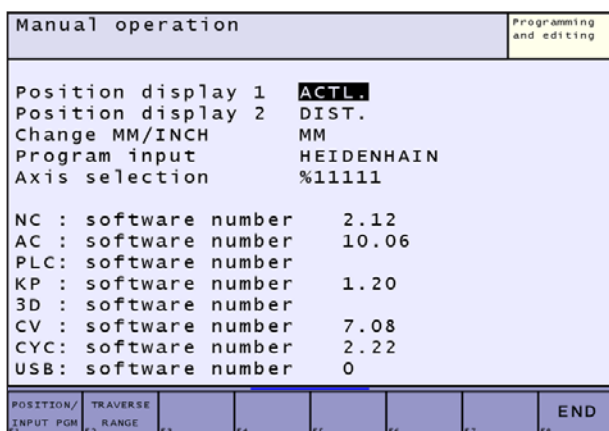 Manual operation
Programming
and editing
Position display 1 ACTL.
Position display 2 DIST.
Change MM/INCH MM
Program input HEIDENHAIN
Axis selection %11111
NC : software number 2.12
AC : software number 10.06
PLC: software number
KP : software number 1.20
3D : software number
CV : software number 7.08
CYC: software number 2.22
USB: software number 0
POSITION/
INPUT PGM
TRAVERSE
RANGE
END